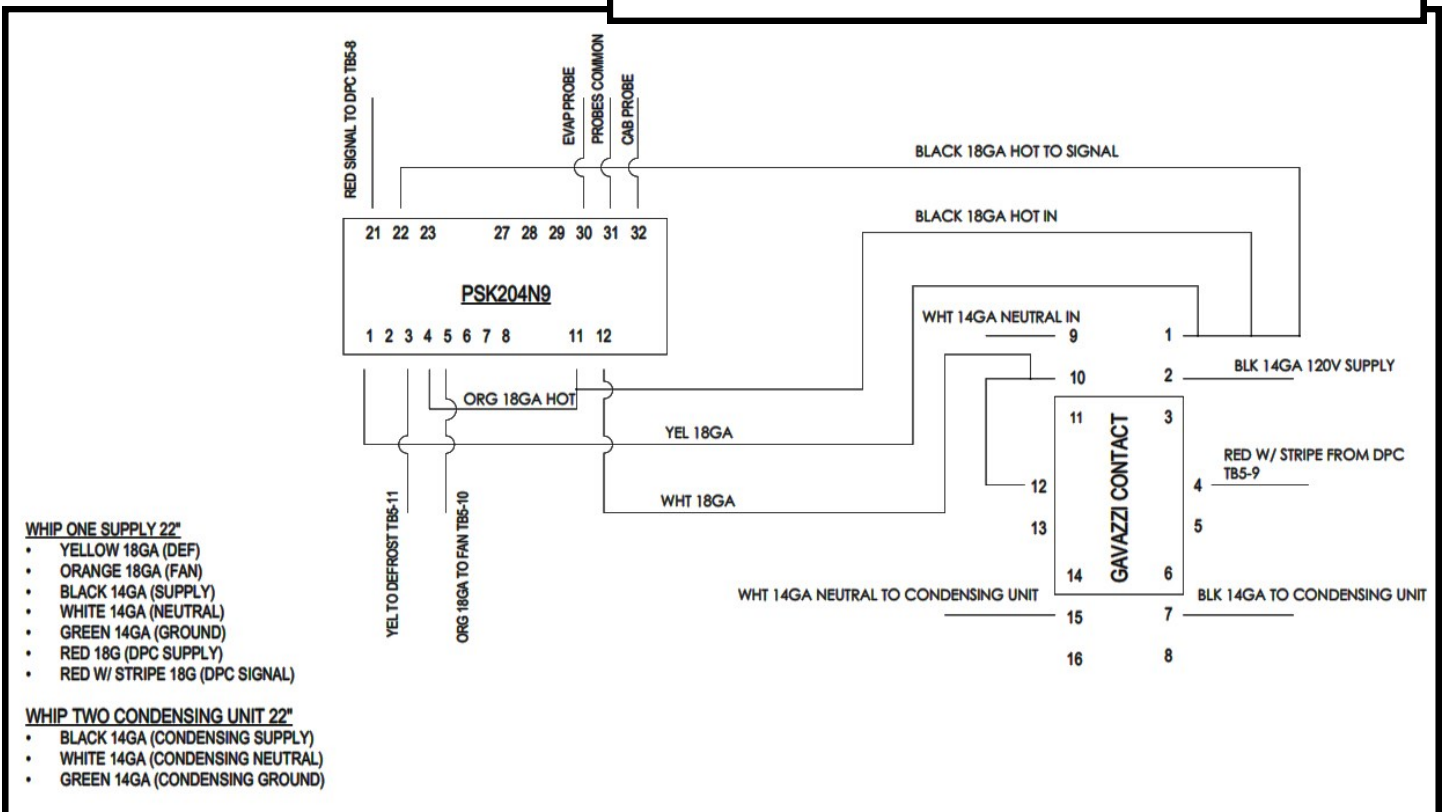 RED SIGNAL TO DPC TB5-8
EVAP PROBE
PROBES COMMON
CAB PROBE
BLACK 18GA HOT TO SIGNAL
BLACK 18GA HOT IN
21 22 23 27 28 29 30 31 32
PSK204N9
1 2 3 4 5 6 7 8 11 12
ORG 18GA HOT
YEL 18GA
WHT 18GA
YEL TO DEFROST TB5-11
ORG 18GA TO FAN TB5-10
WHT 14GA NEUTRAL IN
9 1
10 2
BLK 14GA 120V SUPPLY
11 3
GAVAZZI CONTACT
RED W/ STRIPE FROM DPC
TB5-9
12 4
13 5
14 6
WHT 14GA NEUTRAL TO CONDENSING UNIT
BLK 14GA TO CONDENSING UNIT
15 7
16 8
WHIP ONE SUPPLY 22"
• YELLOW 18GA (DEF)
• ORANGE 18GA (FAN)
• BLACK 14GA (SUPPLY)
• WHITE 14GA (NEUTRAL)
• GREEN 14GA (GROUND)
• RED 18G (DPC SUPPLY)
• RED W/ STRIPE 18G (DPC SIGNAL)
WHIP TWO CONDENSING UNIT 22"
• BLACK 14GA (CONDENSING SUPPLY)
• WHITE 14GA (CONDENSING NEUTRAL)
• GREEN 14GA (CONDENSING GROUND)